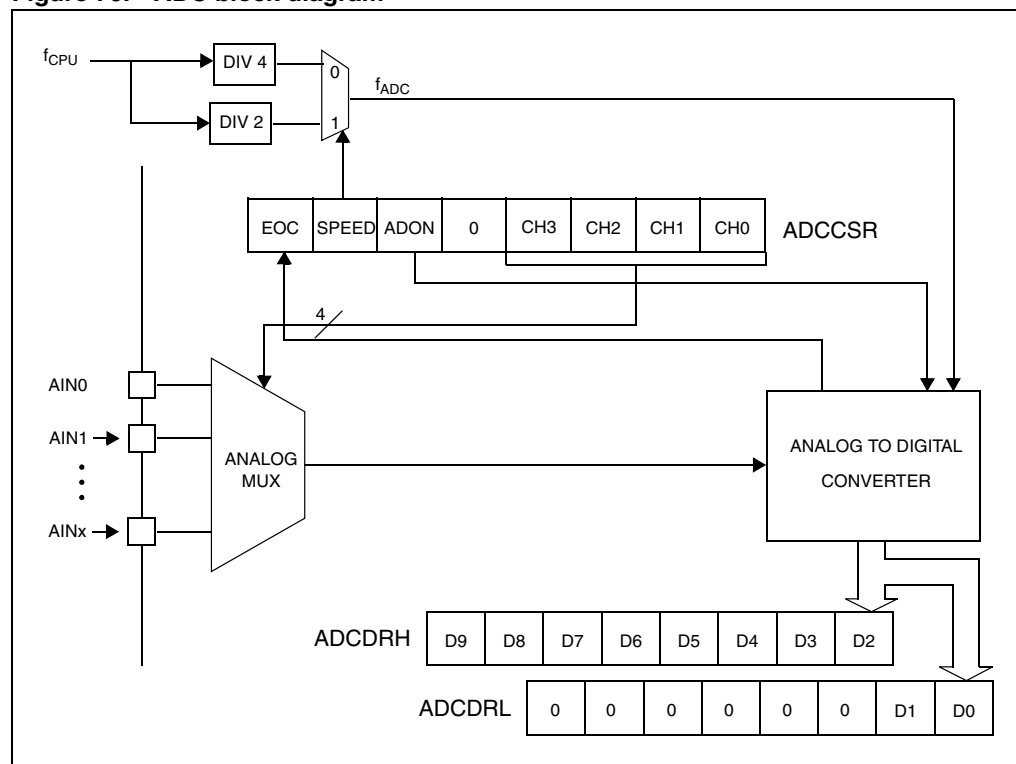 Figure ADC block diagram
fCPU
DIV 4
0
fADC
DIV 2
1
EOC SPEED ADON 0 CH3 CH2 CH1 CH0 ADCCSR
4
AIN0
AIN1
ANALOG
MUX
ANALOG TO DIGITAL
CONVERTER
AINx
ADCDRH D9 D8 D7 D6 D5 D4 D3 D2
ADCDRL 0 0 0 0 0 0 D1 D0